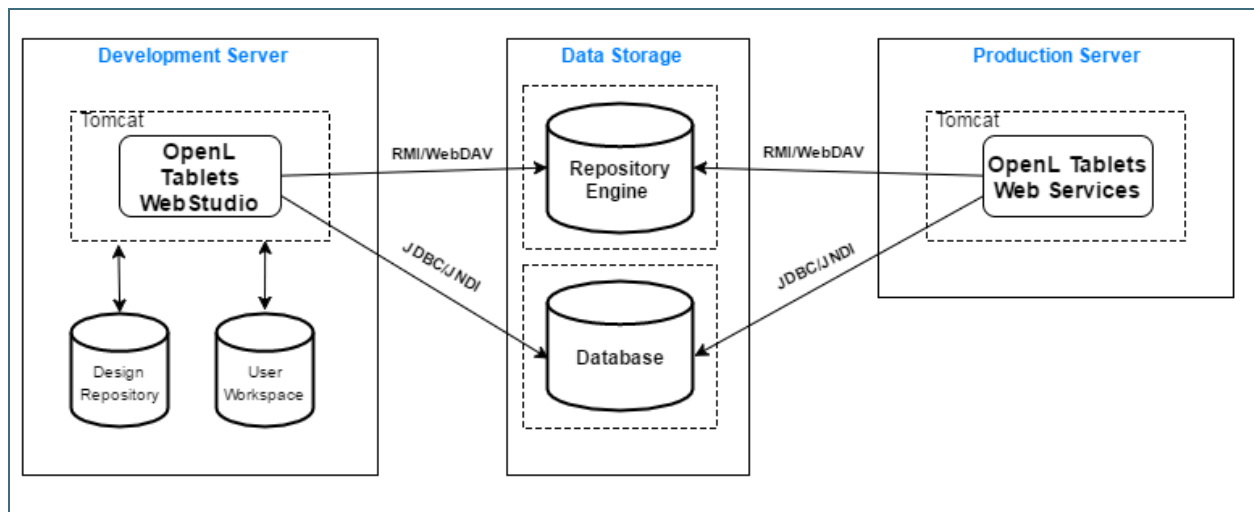 Development Server
Data Storage
Production Server
Tomcat
OpenL
Tablets
WebStudio
RMI/WebDAV
Repository
Engine
RMI/WebDAV
Tomcat
OpenL Tablets
Web Services
JDBC/JNDI
JDBC/JNDI
Design
Repository
User
Workspace
Database